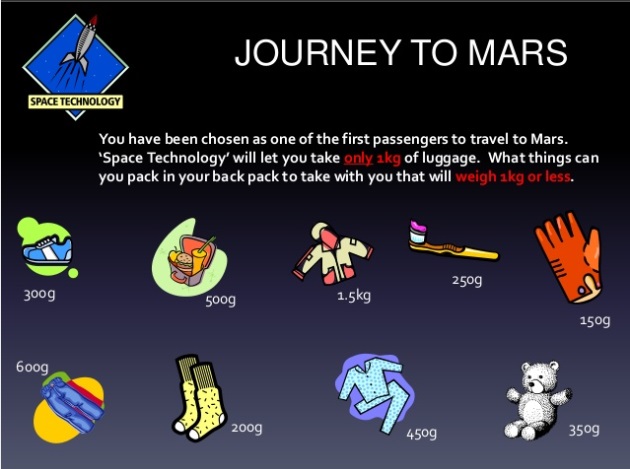 JOURNEY TO MARS
SPACE TECHNOLOGY
You have been chosen as one of the first passengers to travel to Mars.
‘Space Technology’ will let you take only 1kg of luggage. What things can
you pack in your back pack to take with you that will weigh 1kg or less.
300g
500g
1.5kg
250g
150g
600g
200g
450g
350g